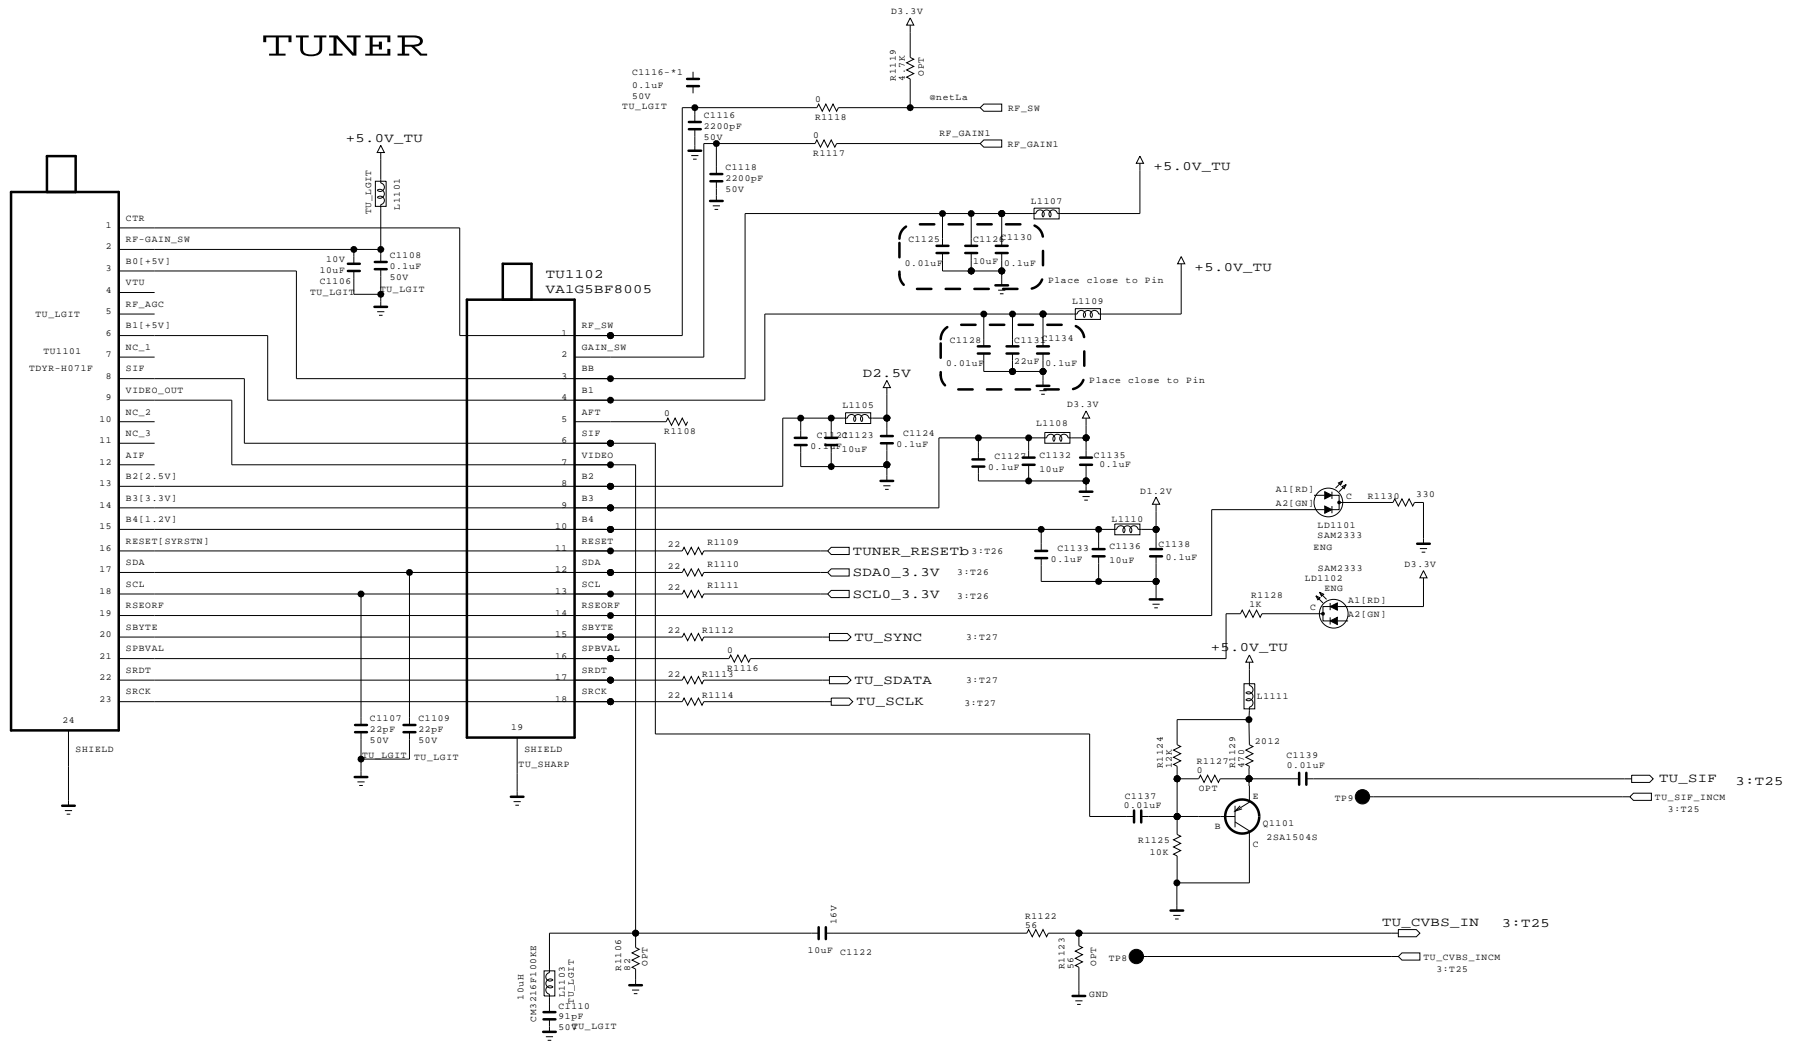 TUNER
D3.3V
R1119
4.7K
OPT
C1116-*1
0.1uF
50V
TU_LGIT
@netLa
0
R1118
RF_SW
C1116
2200pF
50V
0
R1117
RF_GAIN1
RF_GAIN1
C1118
2200pF
50V
+5.0V_TU
TU_LGIT
L1101
+5.0V_TU
L1107
C1125
0.01uF
C1126
10uF
C1130
0.1uF
Place close to Pin
+5.0V_TU
L1109
C1128
0.01uF
C1131
22uF
C1134
0.1uF
Place close to Pin
10V
10uF
C1106
TU_LGIT
C1108
0.1uF
50V
TU_LGIT
TU_LGIT
TU1101
TDYR-H071F
1 CTR
2 RF-GAIN_SW
3 B0[+5V]
4 VTU
5 RF_AGC
6 B1[+5V]
7 NC_1
8 SIF
9 VIDEO_OUT
10 NC_2
11 NC_3
12 AIF
13 B2[2.5V]
14 B3[3.3V]
15 B4[1.2V]
16 RESET[SYRSTN]
17 SDA
18 SCL
19 RSEORF
20 SBYTE
21 SPBVAL
22 SRDT
23 SRCK
24
SHIELD
TU1102
VA1G5BF8005
1 RF_SW
2 GAIN_SW
3 BB
4 B1
5 AFT
6 SIF
7 VIDEO
8 B2
9 B3
10 B4
11 RESET
12 SDA
13 SCL
14 RSEORF
15 SBYTE
16 SPBVAL
17 SRDT
18 SRCK
19
SHIELD
TU_SHARP
0
R1108
D2.5V
L1105
0.1uF
C1123
10uF
C1124
0.1uF
D3.3V
L1108
C1127
0.1uF
C1132
10uF
C1135
0.1uF
D1.2V
L1110
C1133
0.1uF
C1136
10uF
C1138
0.1uF
22 R1109
TUNER_RESETb 3:T26
22 R1110
SDA0_3.3V 3:T26
22 R1111
SCL0_3.3V 3:T26
22 R1112
TU_SYNC 3:T27
0
R1116
22 R1113
TU_SDATA 3:T27
22 R1114
TU_SCLK 3:T27
A1[RD]
A2[GN]
C
R1130 330
LD1101
SAM2333
ENG
SAM2333
LD1102
ENG
D3.3V
R1128
1K
C
A1[RD]
A2[GN]
+5.0V_TU
L1111
C1107
22pF
50V
TU_LGIT
C1109
22pF
50V
TU_LGIT
R1124
12K
R1129
470
2012
R1127
0
OPT
C1139
0.01uF
TU_SIF 3:T25
TP9
TU_SIF_INCM
3:T25
C1137
0.01uF
E
B
C
Q1101
2SA1504S
R1125
10K
R1106
82
OPT
10uH
CM3216F100KE
L1103
TU_LGIT
C1110
91pF
50V
TU_LGIT
16V
10uF C1122
R1122
56
R1123
56
OPT
GND
TU_CVBS_IN 3:T25
TP8
TU_CVBS_INCM
3:T25